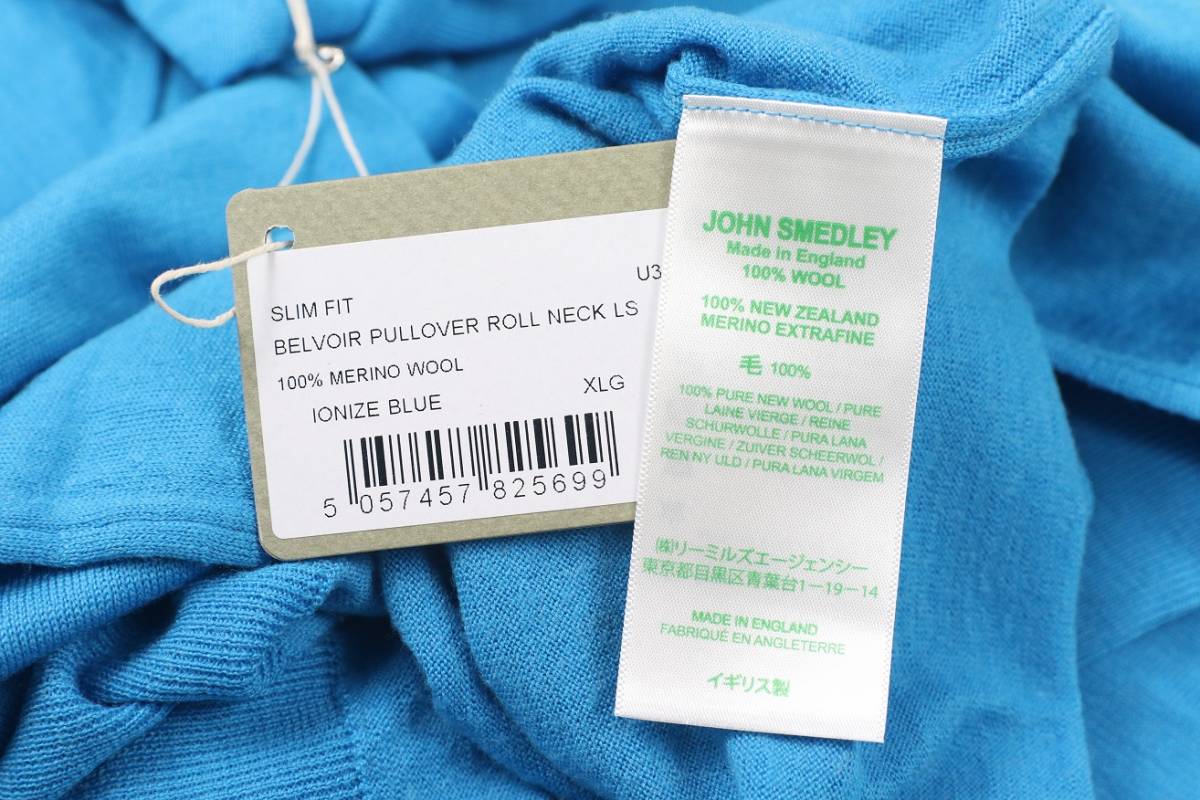 SLIM FIT
U3
BELVOIR PULLOVER ROLL NECK LS
100% MERINO WOOL
IONIZE BLUE
XLG
5 057457 825699
JOHN SMEDLEY
Made in England
100% WOOL
100% NEW ZEALAND
MERINO EXTRAFINE
毛 100%
100% PURE NEW WOOL / PURE
LAINE VIERGE / REINE
SCHURWOLLE / PURA LANA
VERGINE / ZUIVER SCHEERWOL /
REN NY ULD / PURA LANA VIRGEM
㈱リーミルズエージェンシー
東京都目黒区青葉台1-19-14
MADE IN ENGLAND
FABRIQUÉ EN ANGLETERRE
イギリス製